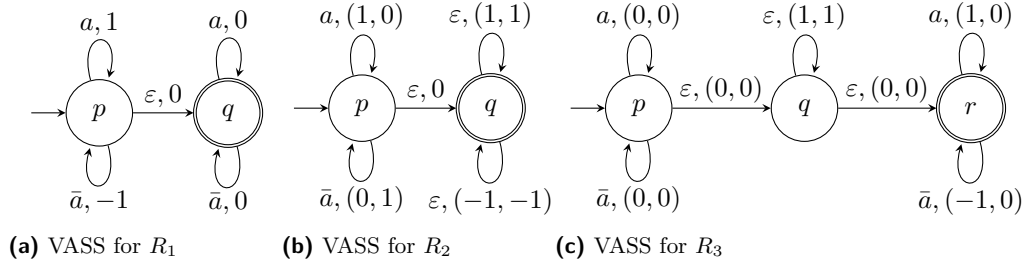 a, 1 a, 0 a, (1, 0) ε, (1, 1) a, (0, 0) ε, (1, 1) a, (1, 0)
p ε, 0 q p ε, 0 q p ε, (0, 0) q ε, (0, 0) r
ā, −1 ā, 0 ā, (0, 1) ε, (−1, −1) ā, (0, 0) ā, (−1, 0)
(a) VASS for R₁ (b) VASS for R₂ (c) VASS for R₃